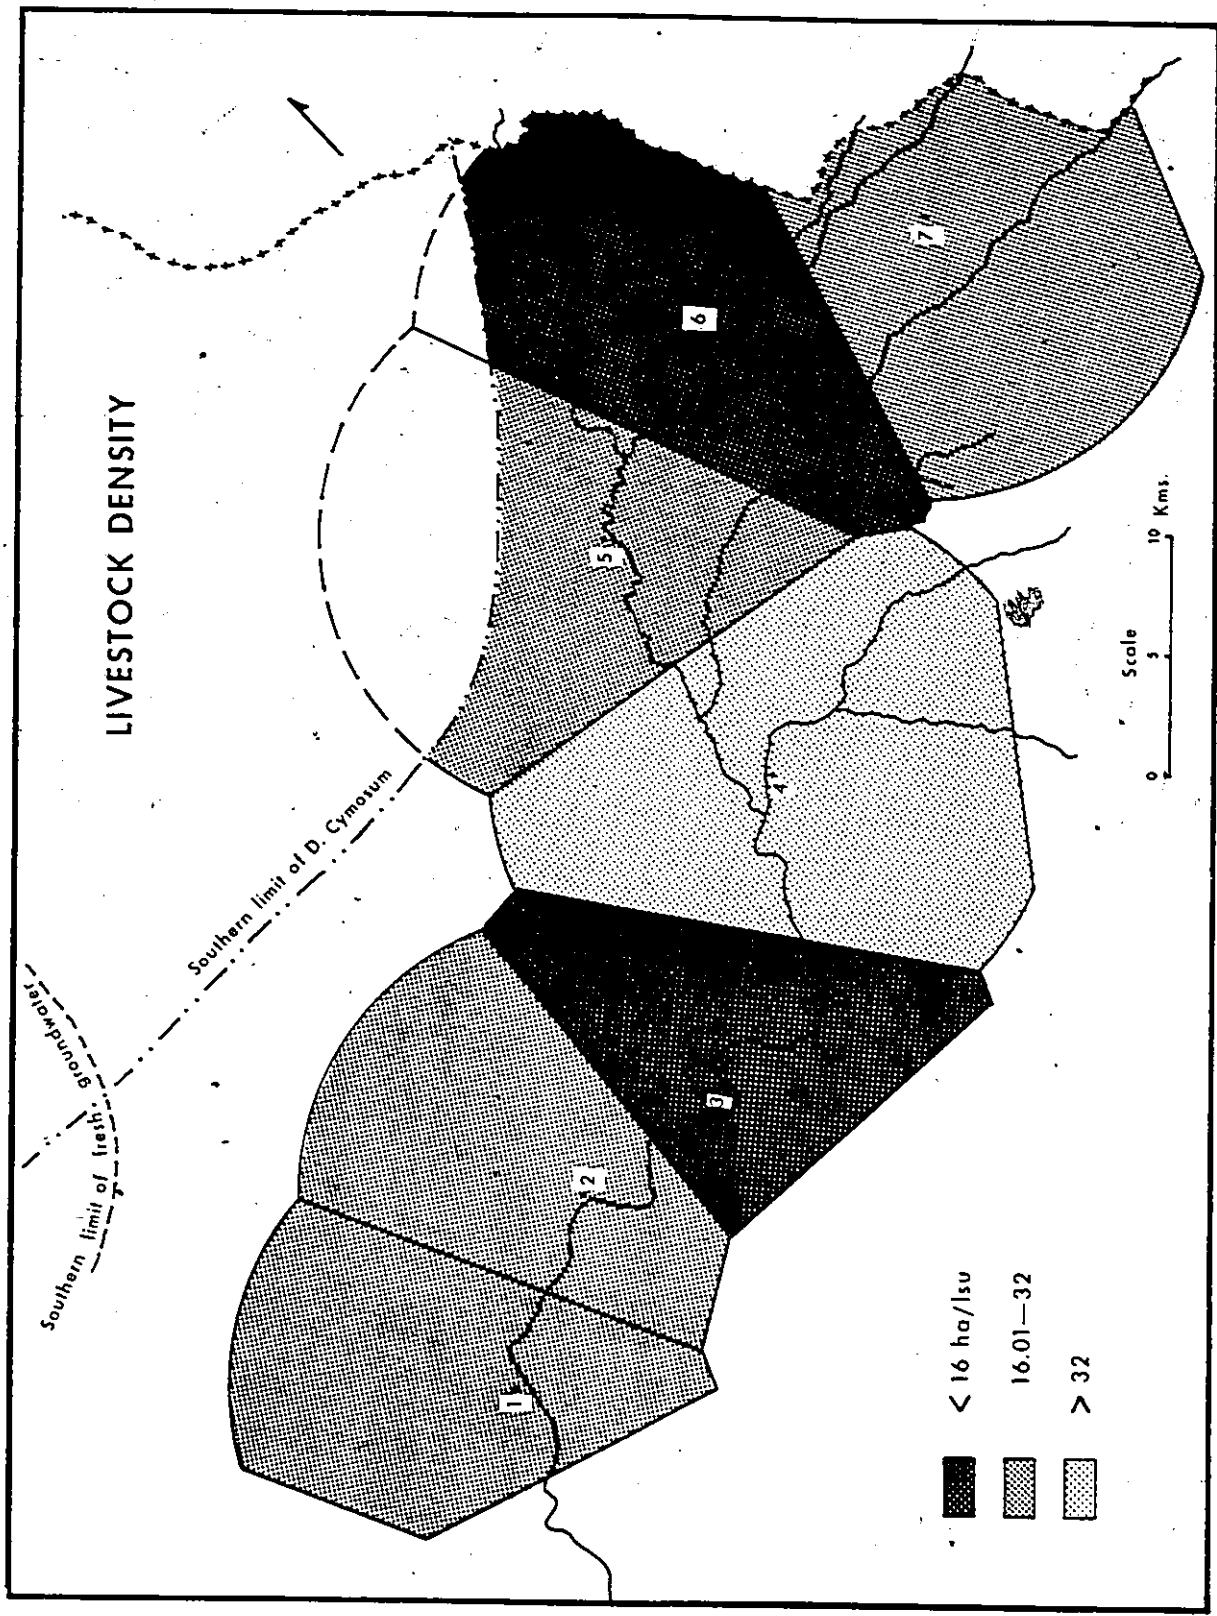 LIVESTOCK DENSITY
Southern limit of fresh groundwater
Southern limit of D. Cymosum
1
2
3
4
5
6
7
< 16 ha/lsu
16.01—32
> 32
Scale
0 5 10 Kms.